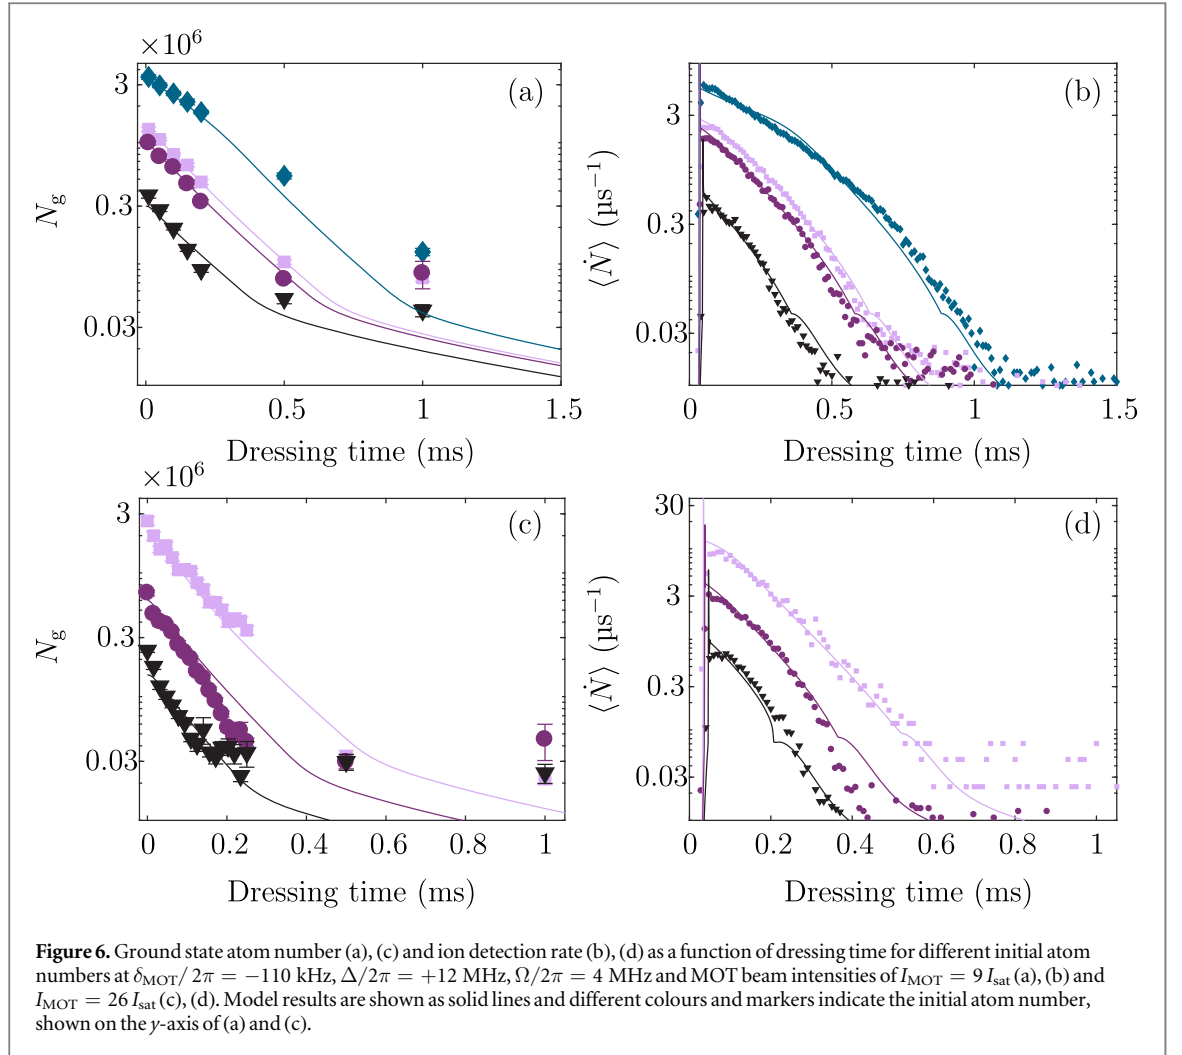 ×10⁶
3
0.3
0.03
N_g
(a)
0
0.5
1
1.5
Dressing time (ms)
3
0.3
0.03
⟨Ṅ⟩ (µs⁻¹)
(b)
0
0.5
1
1.5
Dressing time (ms)
×10⁶
3
0.3
0.03
N_g
(c)
0
0.2
0.4
0.6
0.8
1
Dressing time (ms)
30
3
0.3
0.03
⟨Ṅ⟩ (µs⁻¹)
(d)
0
0.2
0.4
0.6
0.8
1
Dressing time (ms)
Figure 6. Ground state atom number (a), (c) and ion detection rate (b), (d) as a function of dressing time for different initial atom
numbers at δ_MOT/ 2π = −110 kHz, Δ/2π = +12 MHz, Ω/2π = 4 MHz and MOT beam intensities of I_MOT = 9 I_sat (a), (b) and
I_MOT = 26 I_sat (c), (d). Model results are shown as solid lines and different colours and markers indicate the initial atom number,
shown on the y-axis of (a) and (c).